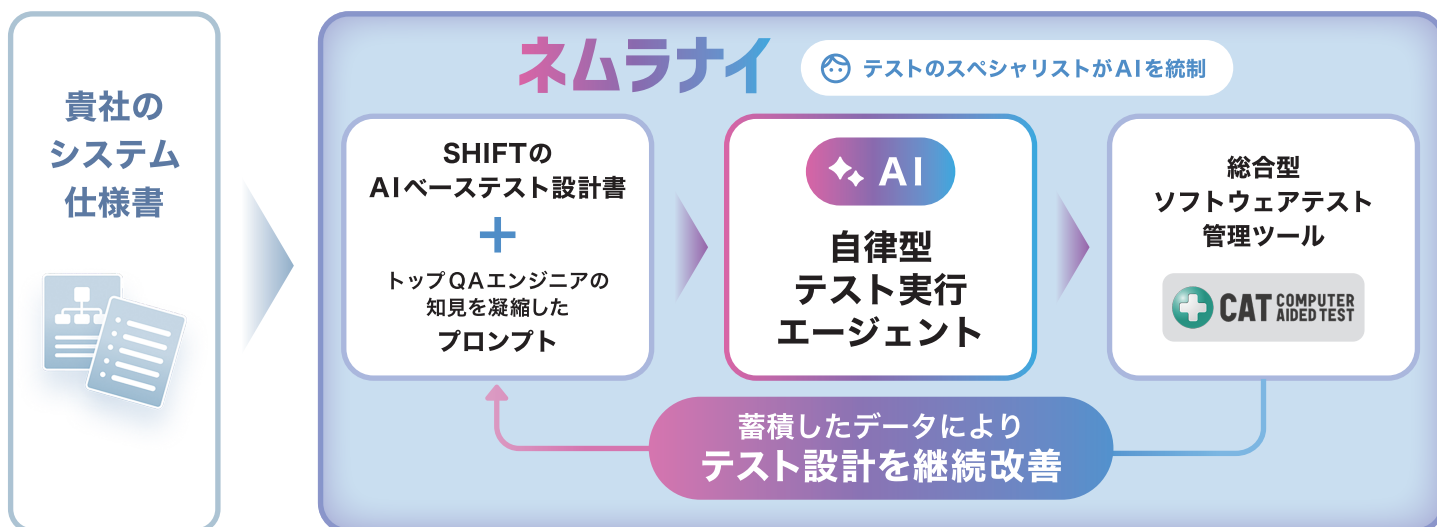 貴社の
システム
仕様書
ネムラナイ
テストのスペシャリストがAIを統制
SHIFTの
AIベーステスト設計書
+
トップQAエンジニアの
知見を凝縮した
プロンプト
AI
自律型
テスト実行
エージェント
総合型
ソフトウェアテスト
管理ツール
CAT COMPUTER
AIDED TEST
蓄積したデータにより
テスト設計を継続改善